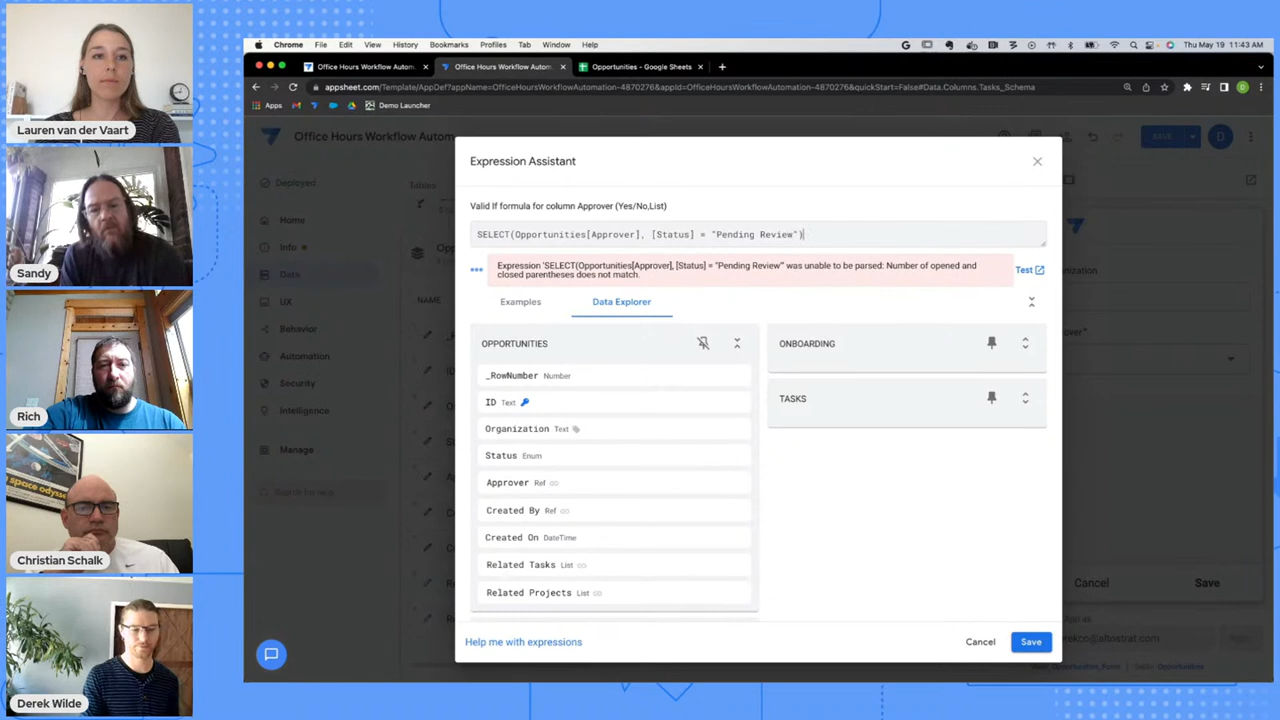 Lauren van der Vaart
Sandy
Rich
Christian Schalk
Derek Wilde
Chrome File Edit View History Bookmarks Profiles Tab Window Help
Thu May 19 11:43 AM
Office Hours Workflow Autom
Office Hours Workflow Autom
Opportunities - Google Sheets
appsheet.com/Template/AppDef?appName=OfficeHoursWorkflowAutomation-4870276&appId=OfficeHoursWorkflowAutomation-4870276&quickStart=False#Data.Columns.Tasks_Schema
Apps
Demo Launcher
Office Hours Workflow Autom
SAVE
D
Deployed
Home
Info
Data
UX
Behavior
Automation
Security
Intelligence
Manage
Search for help
Tables
NAME
Expression Assistant
Valid If formula for column Approver (Yes/No,List)
SELECT(Opportunities[Approver], [Status] = "Pending Review")
Expression 'SELECT(Opportunities[Approver], [Status] = "Pending Review"' was unable to be parsed: Number of opened and
closed parentheses does not match.
Test
Examples
Data Explorer
OPPORTUNITIES
_RowNumber Number
ID Text
Organization Text
Status Enum
Approver Ref
Created By Ref
Created On DateTime
Related Tasks List
Related Projects List
ONBOARDING
TASKS
Help me with expressions
Cancel
Save
Cancel
Save